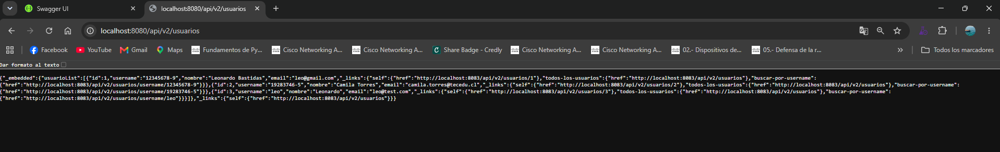 Swagger UI
localhost:8080/api/v2/usuarios
localhost:8080/api/v2/usuarios
Facebook YouTube Gmail Maps Fundamentos de Py... Cisco Networking A... Cisco Networking A... Share Badge - Credly Cisco Networking A... Cisco Networking A... 02.- Dispositivos de... 05.- Defensa de la r... Todos los marcadores
Dar formato al texto
{"_embedded":{"usuarioList":[{"id":1,"username":"12345678-9","nombre":"Leonardo Bastidas","email":"leo@gmail.com","_links":{"self":{"href":"http://localhost:8083/api/v2/usuarios/1"},"todos-los-usuarios":{"href":"http://localhost:8083/api/v2/usuarios"},"buscar-por-username":
{"href":"http://localhost:8083/api/v2/usuarios/username/12345678-9"}}},{"id":2,"username":"19283746-5","nombre":"Camila Torres","email":"camila.torres@tecedu.cl","_links":{"self":{"href":"http://localhost:8083/api/v2/usuarios/2"},"todos-los-usuarios":{"href":"http://localhost:8083/api/v2/usuarios"},"buscar-por-username":
{"href":"http://localhost:8083/api/v2/usuarios/username/19283746-5"}}},{"id":3,"username":"leo","nombre":"Leonardo","email":"leo@test.com","_links":{"self":{"href":"http://localhost:8083/api/v2/usuarios/3"},"todos-los-usuarios":{"href":"http://localhost:8083/api/v2/usuarios"},"buscar-por-username":
{"href":"http://localhost:8083/api/v2/usuarios/username/leo"}}}]},"_links":{"self":{"href":"http://localhost:8083/api/v2/usuarios"}}}